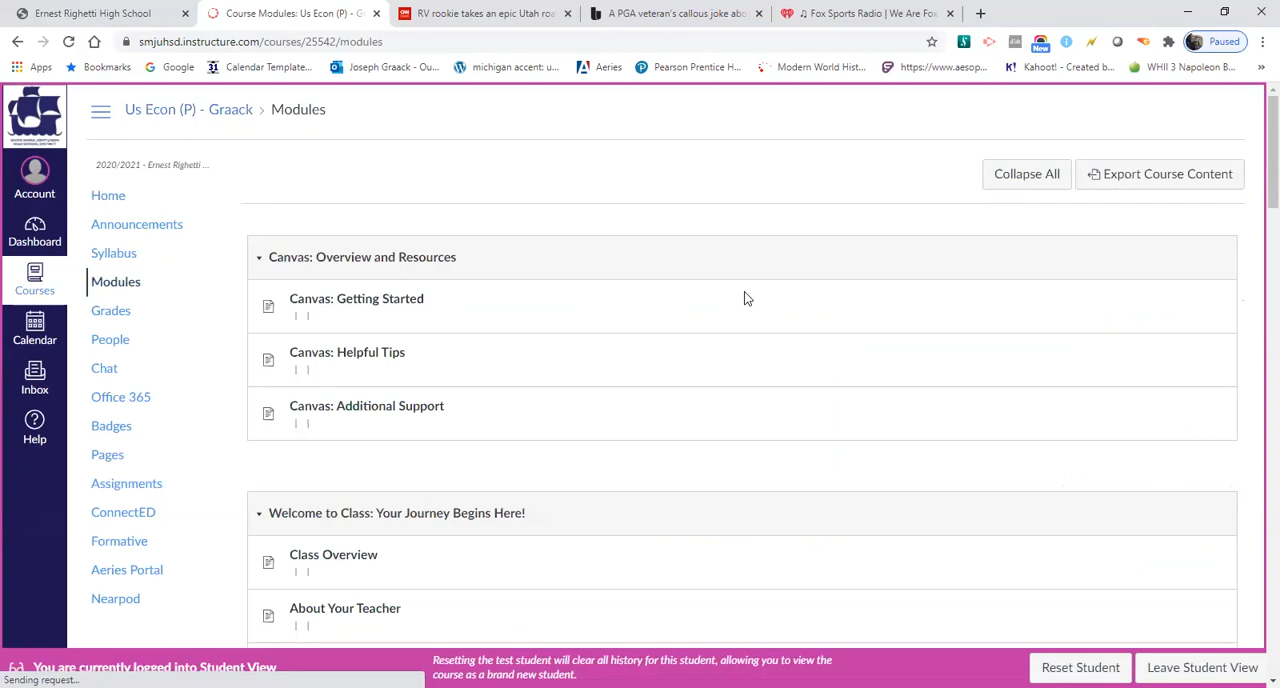 Ernest Righetti High School
Course Modules: Us Econ (P) - G
RV rookie takes an epic Utah roa
A PGA veteran's callous joke abo
♫ Fox Sports Radio | We Are Fox
smjuhsd.instructure.com/courses/25542/modules
New
Paused
Apps
Bookmarks
Google
Calendar Template...
Joseph Graack - Ou...
michigan accent: u...
Aeries
Pearson Prentice H...
Modern World Hist...
https://www.aesop...
Kahoot! - Created b...
WHII 3 Napoleon B...
»
Us Econ (P) - Graack > Modules
2020/2021 - Ernest Righetti ...
Account
Dashboard
Courses
Calendar
Inbox
Help
Home
Announcements
Syllabus
Modules
Grades
People
Chat
Office 365
Badges
Pages
Assignments
ConnectED
Formative
Aeries Portal
Nearpod
Collapse All
Export Course Content
Canvas: Overview and Resources
Canvas: Getting Started
| |
Canvas: Helpful Tips
| |
Canvas: Additional Support
| |
Welcome to Class: Your Journey Begins Here!
Class Overview
| |
About Your Teacher
| |
You are currently logged into Student View
Resetting the test student will clear all history for this student, allowing you to view the
course as a brand new student.
Reset Student
Leave Student View
Sending request...